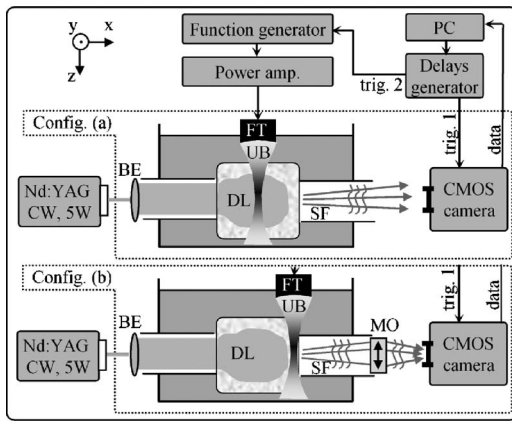 y
x
z
Function generator
PC
Power amp.
trig. 2
Delays
generator
Config. (a)
trig. 1
data
FT
UB
BE
Nd:YAG
CW, 5W
DL
SF
CMOS
camera
Config. (b)
trig. 1
data
FT
UB
BE
MO
Nd:YAG
CW, 5W
DL
SF
CMOS
camera